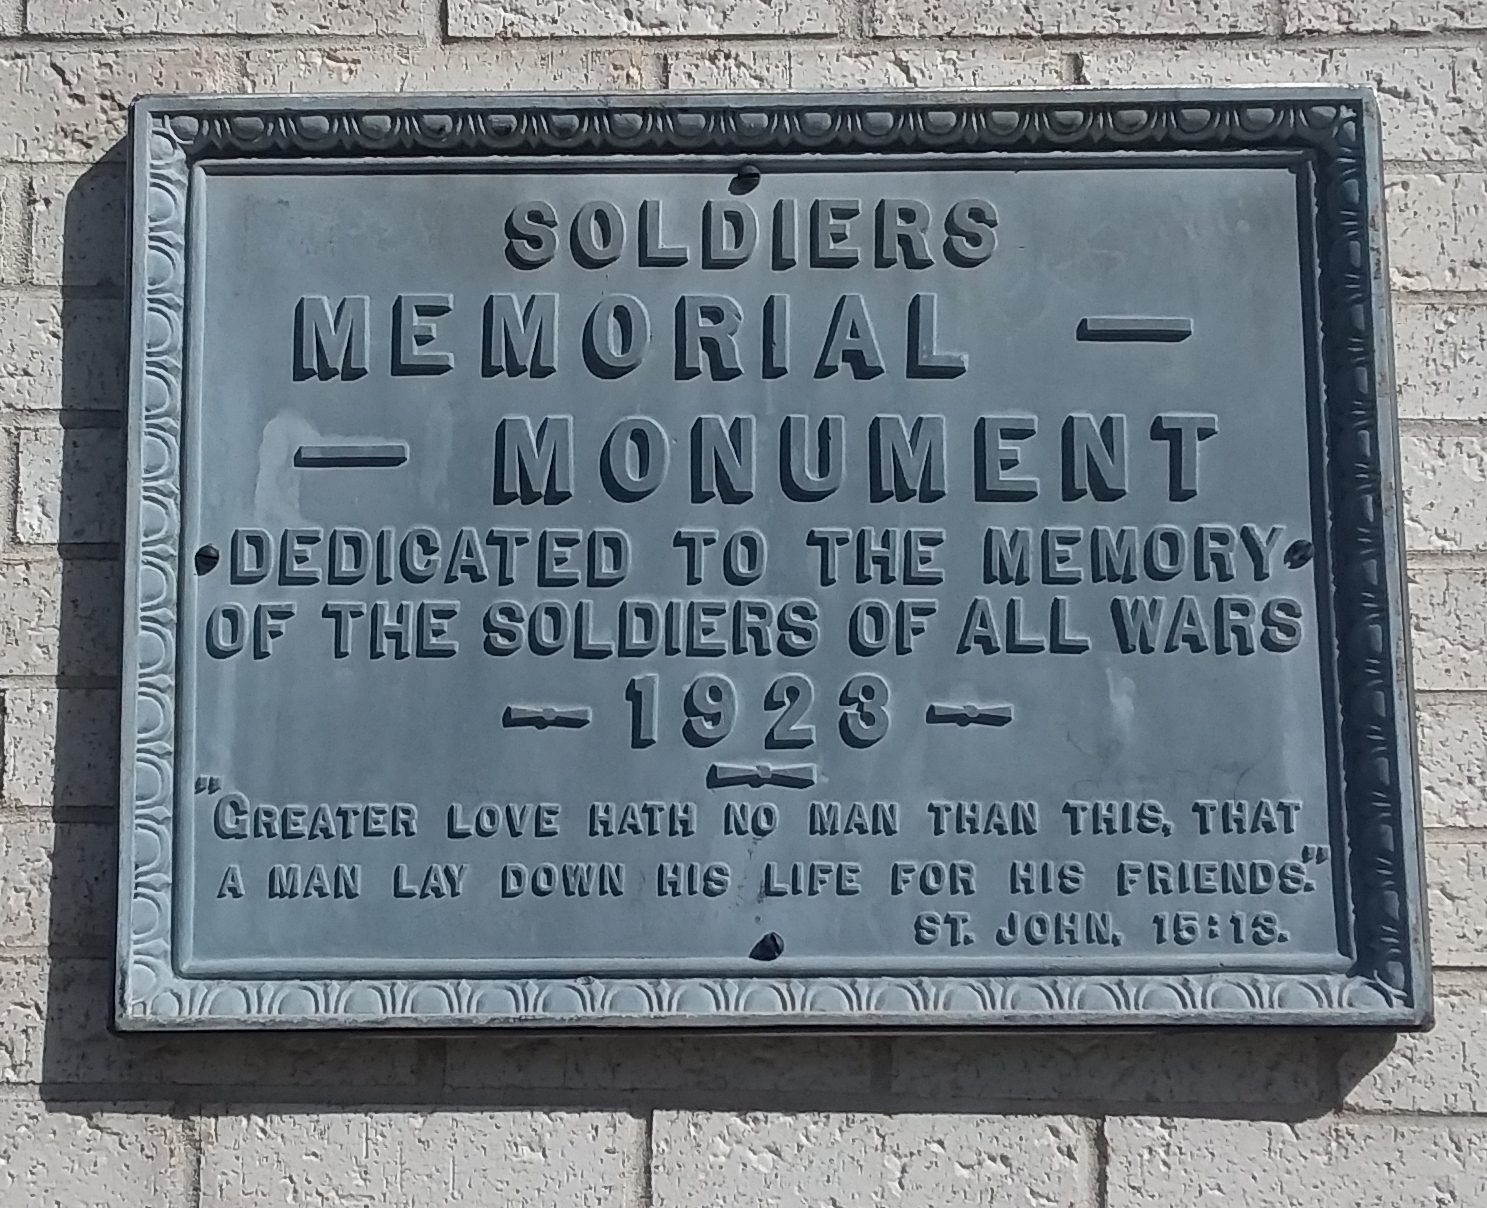 SOLDIERS
MEMORIAL —
— MONUMENT
DEDICATED TO THE MEMORY
OF THE SOLDIERS OF ALL WARS
1923
"GREATER LOVE HATH NO MAN THAN THIS, THAT
A MAN LAY DOWN HIS LIFE FOR HIS FRIENDS."
ST. JOHN, 15:13.